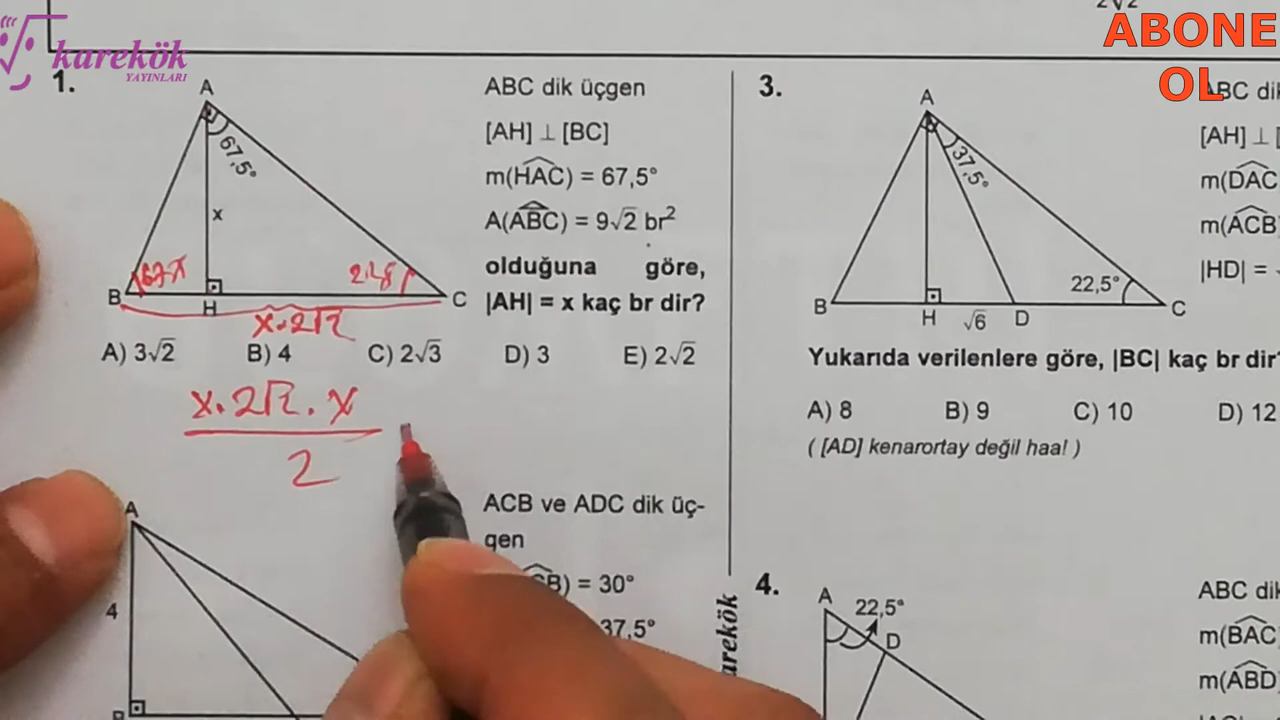 2√2
ABONE
OL
karekök
YAYINLARI
1.
A
67,5°
x
B
H
C
67,5
22,5
x.2√2
ABC dik üçgen
[AH] ⊥ [BC]
m(HAC) = 67,5°
A(ABC) = 9√2 br²
olduğuna göre,
|AH| = x kaç br dir?
A) 3√2 B) 4 C) 2√3 D) 3 E) 2√2
x.2√2.x
2
A
4
B
ACB ve ADC dik üç-
gen
CB) = 30°
37,5°
3.
A
37,5°
22,5°
B
H
√6
D
C
ABC dik
[AH] ⊥ [
m(DAC
m(ACB)
|HD| =
Yukarıda verilenlere göre, |BC| kaç br dir?
A) 8 B) 9 C) 10 D) 12
( [AD] kenarortay değil haa! )
arekök
4.
A
22,5°
D
ABC dik
m(BAC
m(ABD